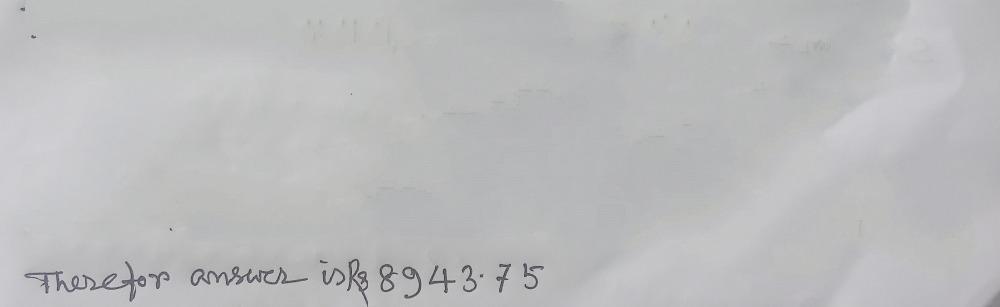 Therefor answer is Rs 8943.75